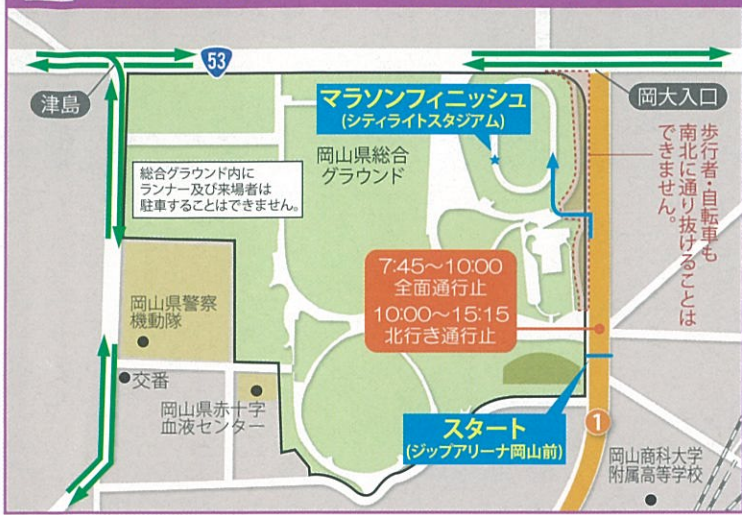 53
津島
岡大入口
マラソンフィニッシュ
(シティライトスタジアム)
岡山県総合
グラウンド
総合グラウンド内に
ランナー及び来場者は
駐車することはできません。
歩行者・自転車も
南北に通り抜けることは
できません。
7:45〜10:00
全面通行止
10:00〜15:15
北行き通行止
岡山県警察
機動隊
交番
岡山県赤十字
血液センター
スタート
(ジップアリーナ岡山前)
1
岡山商科大学
附属高等学校